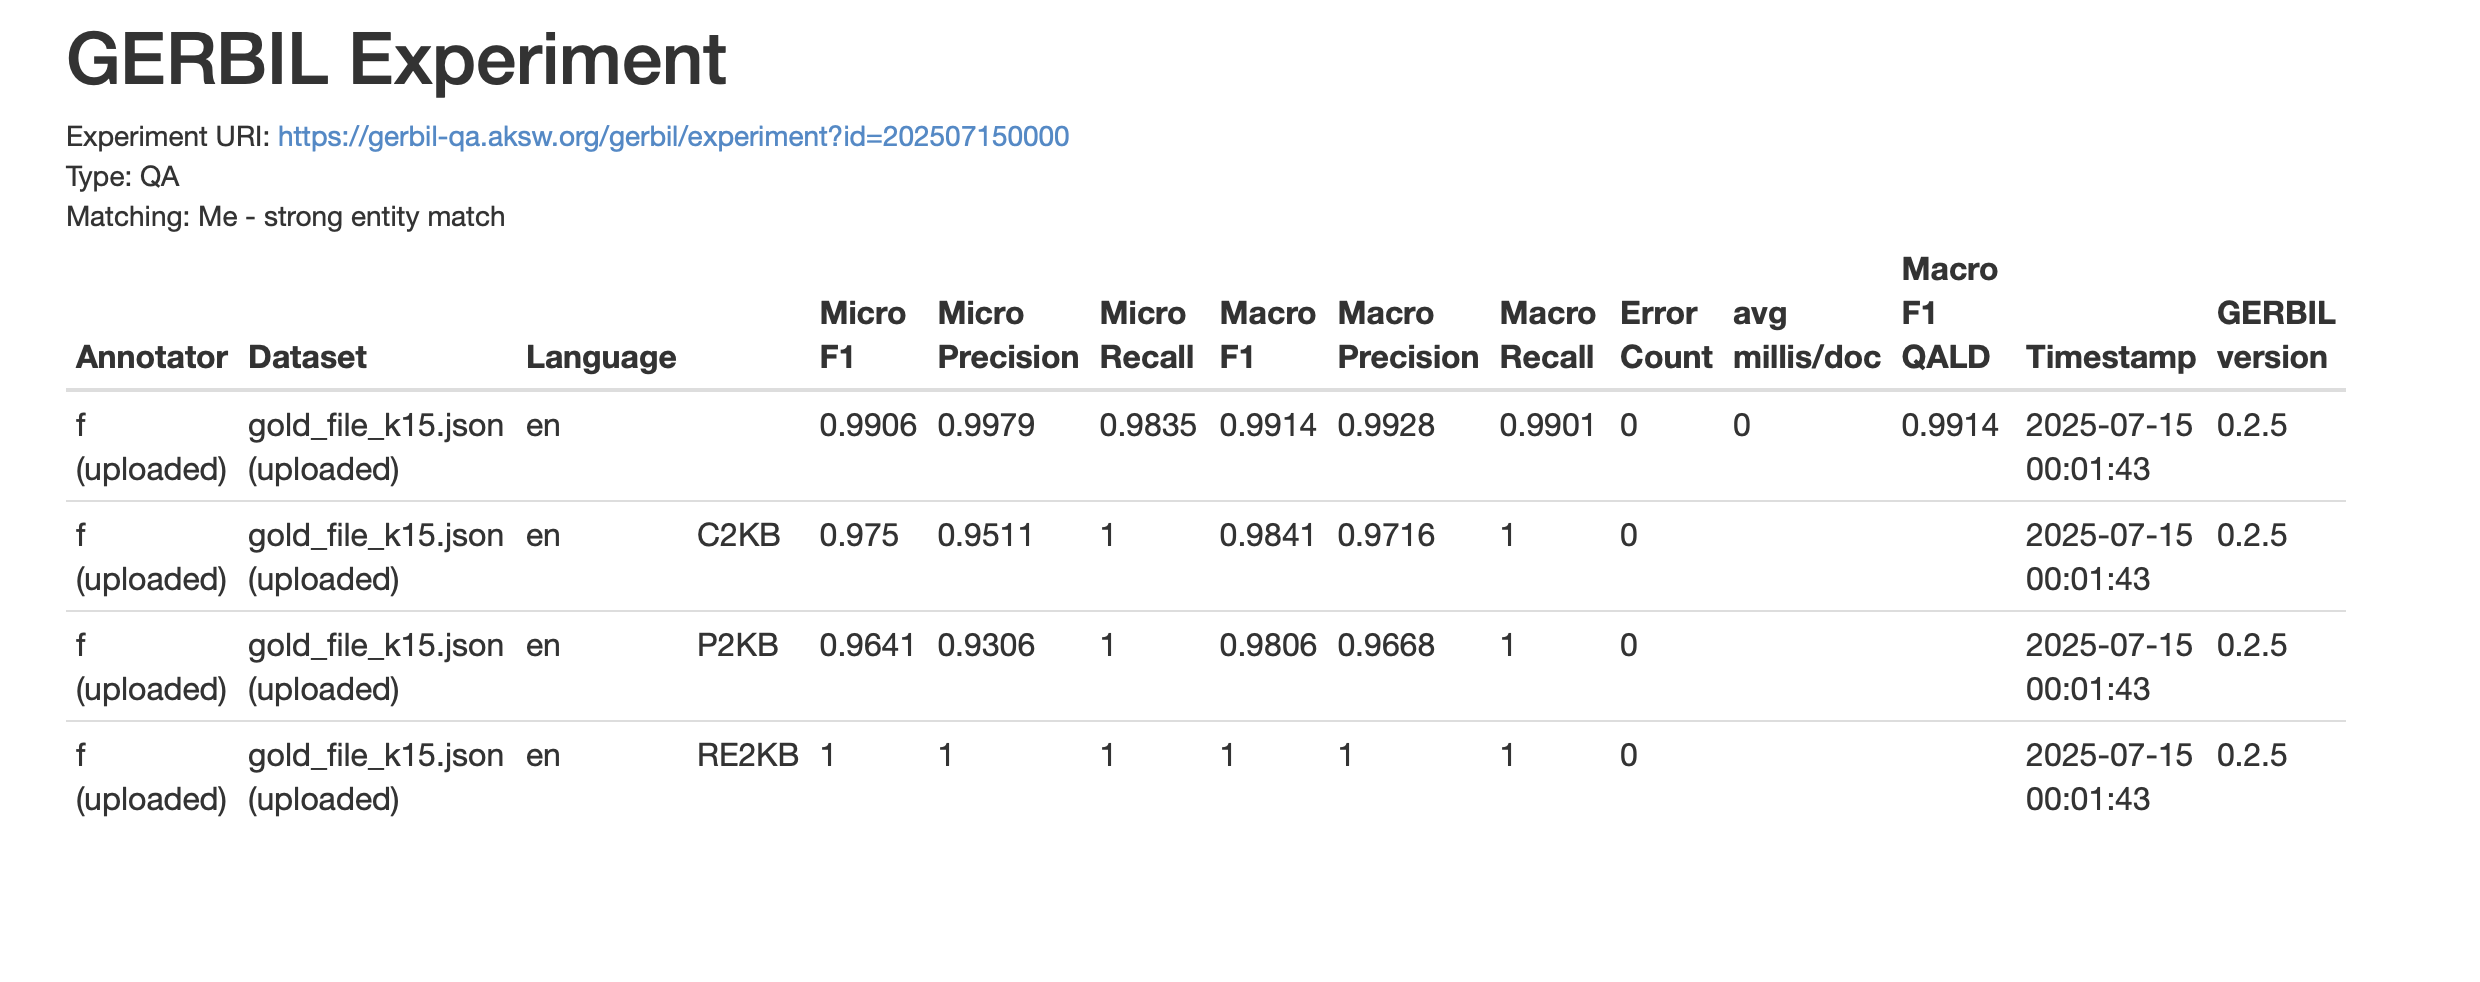 GERBIL Experiment
Experiment URI: https://gerbil-qa.aksw.org/gerbil/experiment?id=202507150000
Type: QA
Matching: Me - strong entity match
Annotator Dataset Language Micro F1 Micro Precision Micro Recall Macro F1 Macro Precision Macro Recall Error Count avg millis/doc Macro F1 QALD Timestamp GERBIL version
f (uploaded) gold_file_k15.json (uploaded) en 0.9906 0.9979 0.9835 0.9914 0.9928 0.9901 0 0 0.9914 2025-07-15 00:01:43 0.2.5
f (uploaded) gold_file_k15.json (uploaded) en C2KB 0.975 0.9511 1 0.9841 0.9716 1 0 2025-07-15 00:01:43 0.2.5
f (uploaded) gold_file_k15.json (uploaded) en P2KB 0.9641 0.9306 1 0.9806 0.9668 1 0 2025-07-15 00:01:43 0.2.5
f (uploaded) gold_file_k15.json (uploaded) en RE2KB 1 1 1 1 1 1 0 2025-07-15 00:01:43 0.2.5